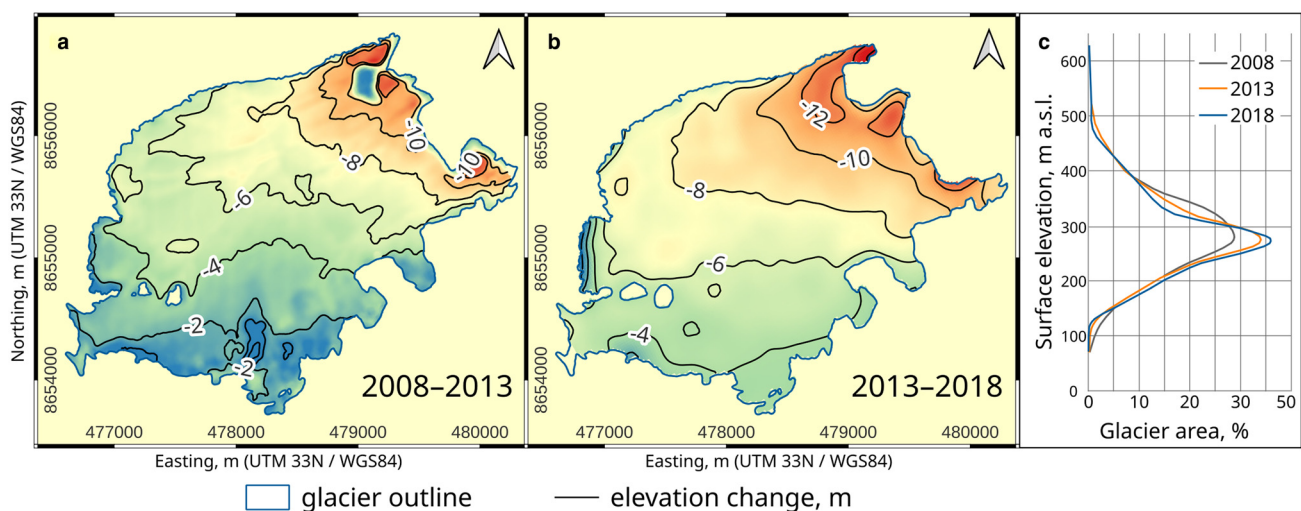 a
8656000
8655000
8654000
Northing, m (UTM 33N / WGS84)
-10
-10
-8
-6
-4
-2
-2
2008–2013
477000 478000 479000 480000
Easting, m (UTM 33N / WGS84)
b
8656000
8655000
8654000
-12
-10
-8
-6
-4
2013–2018
477000 478000 479000 480000
Easting, m (UTM 33N / WGS84)
c
2008
2013
2018
600
500
400
300
200
100
0
Surface elevation, m a.s.l.
0 10 20 30 50
Glacier area, %
glacier outline
elevation change, m